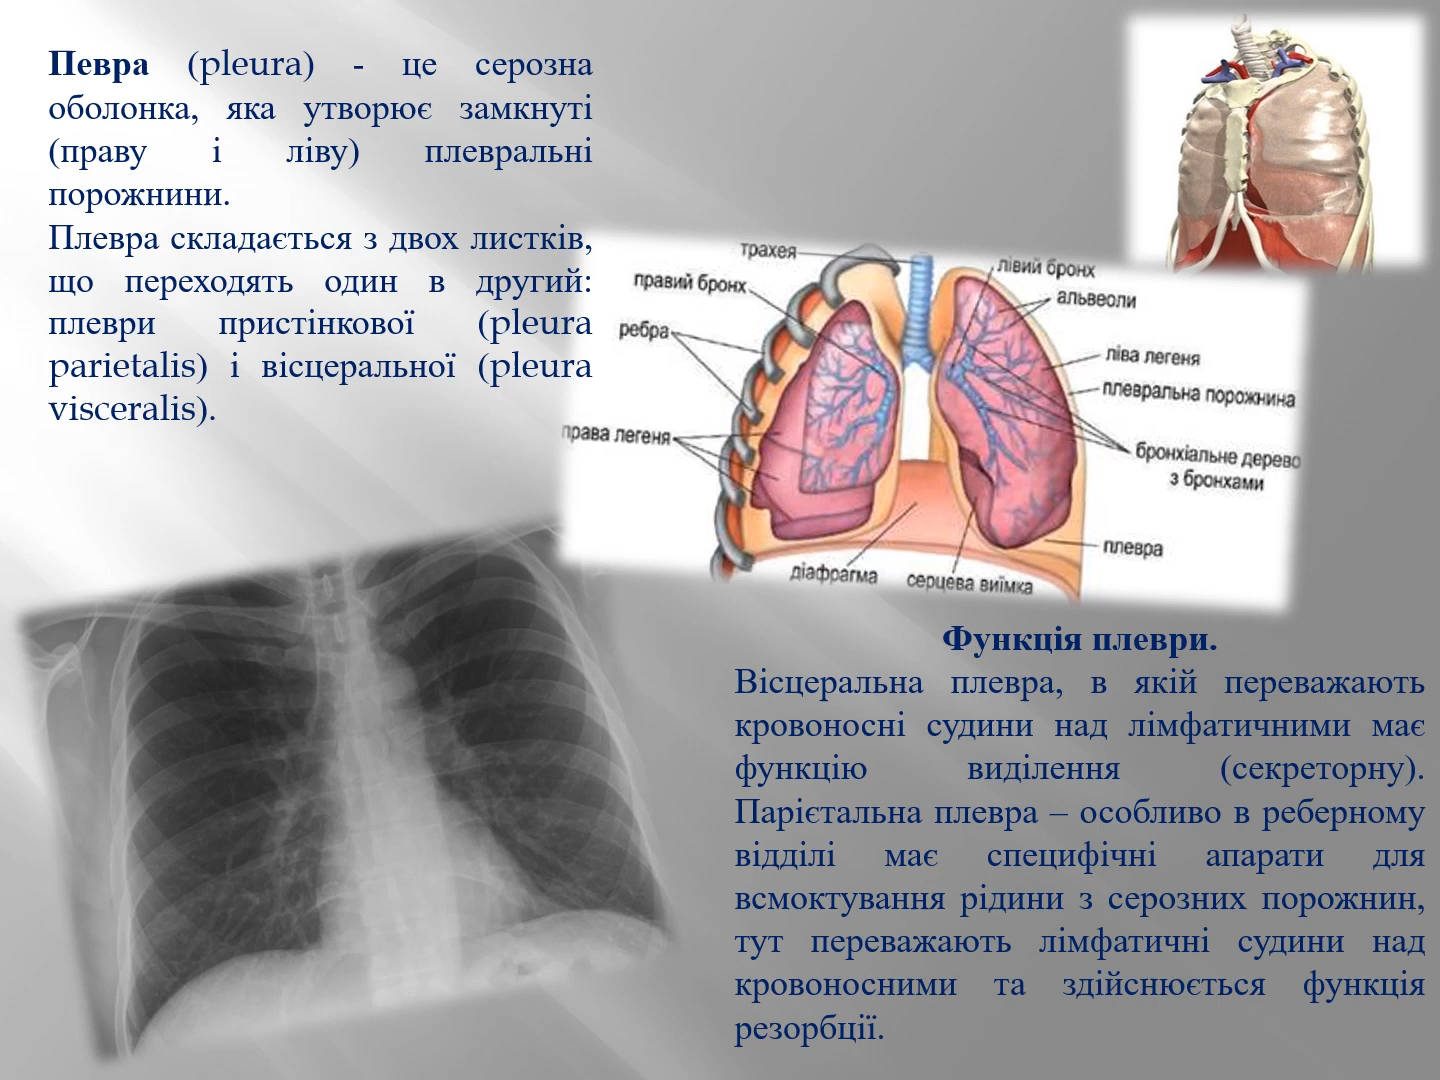 Певра (pleura) - це серозна
оболонка, яка утворює замкнуті
(праву і ліву) плевральні
порожнини.
Плевра складається з двох листків,
що переходять один в другий:
плеври пристінкової (pleura
parietalis) і вісцеральної (pleura
visceralis).
трахея
правий бронх
ребра
права легеня
лівий бронх
альвеоли
ліва легеня
плевральна порожнина
бронхіальне дерево
з бронхами
плевра
діафрагма
серцева виїмка
Функція плеври.
Вісцеральна плевра, в якій переважають
кровоносні судини над лімфатичними має
функцію виділення (секреторну).
Парієтальна плевра – особливо в реберному
відділі має специфічні апарати для
всмоктування рідини з серозних порожнин,
тут переважають лімфатичні судини над
кровоносними та здійснюється функція
резорбції.